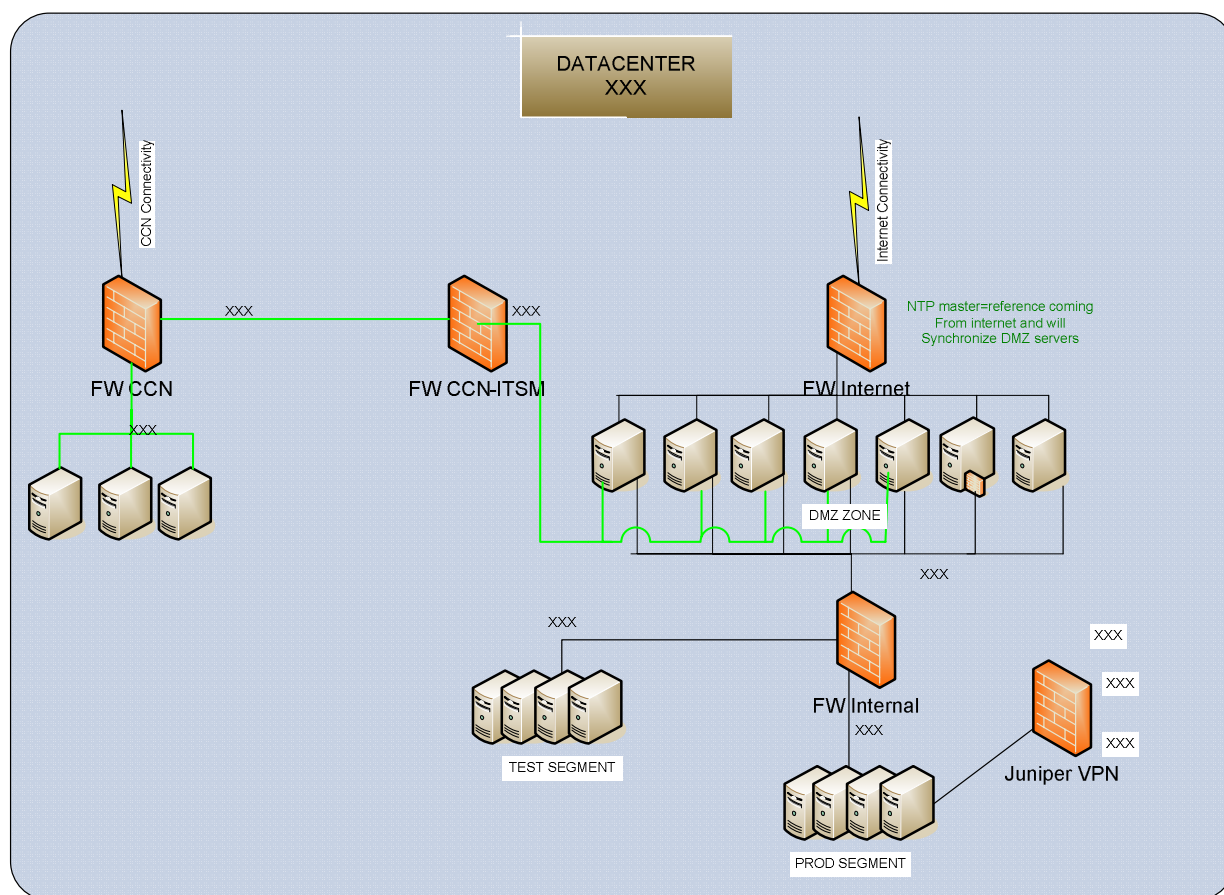 DATACENTER
XXX
CCN Connectivity
Internet Connectivity
XXX
XXX
NTP master=reference coming
From internet and will
Synchronize DMZ servers
FW CCN
FW CCN-ITSM
FW Internet
XXX
DMZ ZONE
XXX
XXX
XXX
XXX
FW Internal
XXX
XXX
TEST SEGMENT
Juniper VPN
PROD SEGMENT